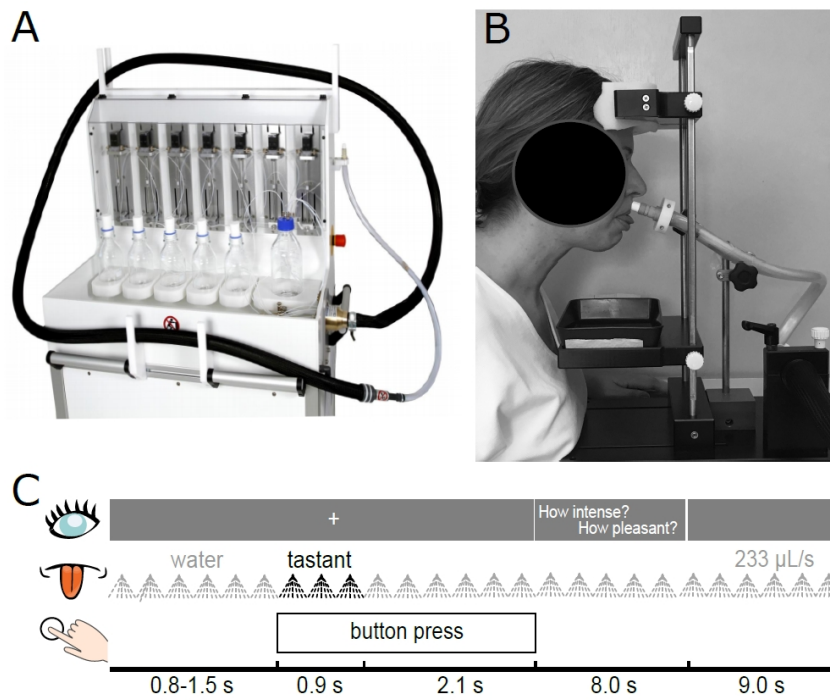 A
B
C
+
How intense?
How pleasant?
water
tastant
233 µL/s
button press
0.8-1.5 s
0.9 s
2.1 s
8.0 s
9.0 s